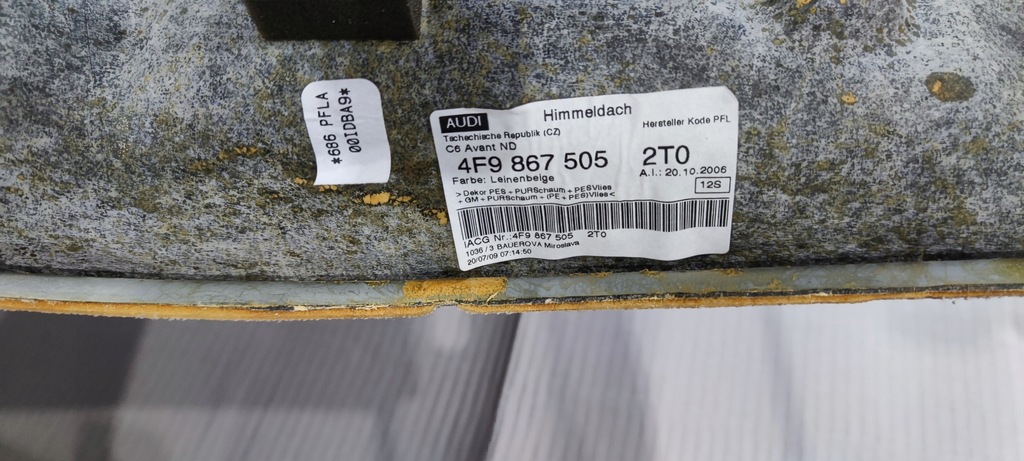 *686 PFLA
00IDBA9*
AUDI
Himmeldach
Tschechische Republik (CZ)
Hersteller Kode PFL
C6 Avant ND
4F9 867 505 2T0
Farbe: Leinenbeige
A.I.: 20.10.2006
>Dekor PES + PURSchaum + PESVlies
+ GM + PURSchaum + (PE + PES)Vlies<
12S
IACG Nr.:4F9 867 505 2T0
1036 / 3 BAUEROVA Miroslava
20/07/09 07:14:50